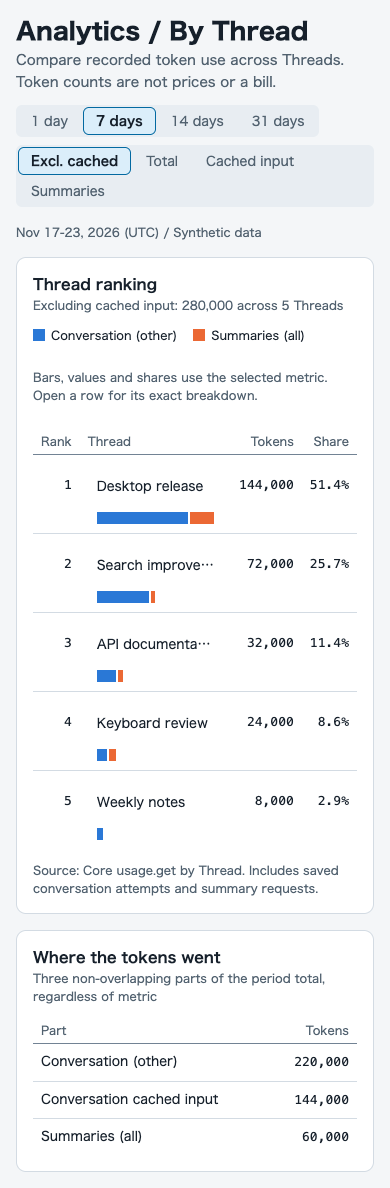 Analytics / By Thread
Compare recorded token use across Threads.
Token counts are not prices or a bill.
1 day 7 days 14 days 31 days
Excl. cached Total Cached input
Summaries
Nov 17-23, 2026 (UTC) / Synthetic data
Thread ranking
Excluding cached input: 280,000 across 5 Threads
Conversation (other) Summaries (all)
Bars, values and shares use the selected metric.
Open a row for its exact breakdown.
Rank Thread Tokens Share
1 Desktop release 144,000 51.4%
2 Search improve⋯ 72,000 25.7%
3 API documenta⋯ 32,000 11.4%
4 Keyboard review 24,000 8.6%
5 Weekly notes 8,000 2.9%
Source: Core usage.get by Thread. Includes saved
conversation attempts and summary requests.
Where the tokens went
Three non-overlapping parts of the period total,
regardless of metric
Part Tokens
Conversation (other) 220,000
Conversation cached input 144,000
Summaries (all) 60,000